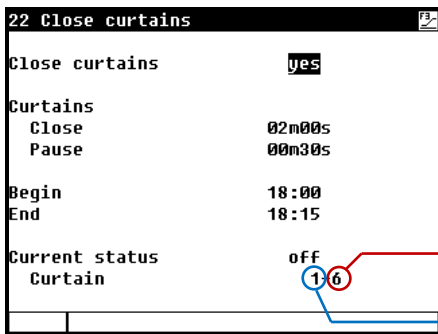 22 Close curtains F3
Close curtains yes
Curtains
Close 02m00s
Pause 00m30s
Begin 18:00
End 18:15
Current status off
Curtain 1-6